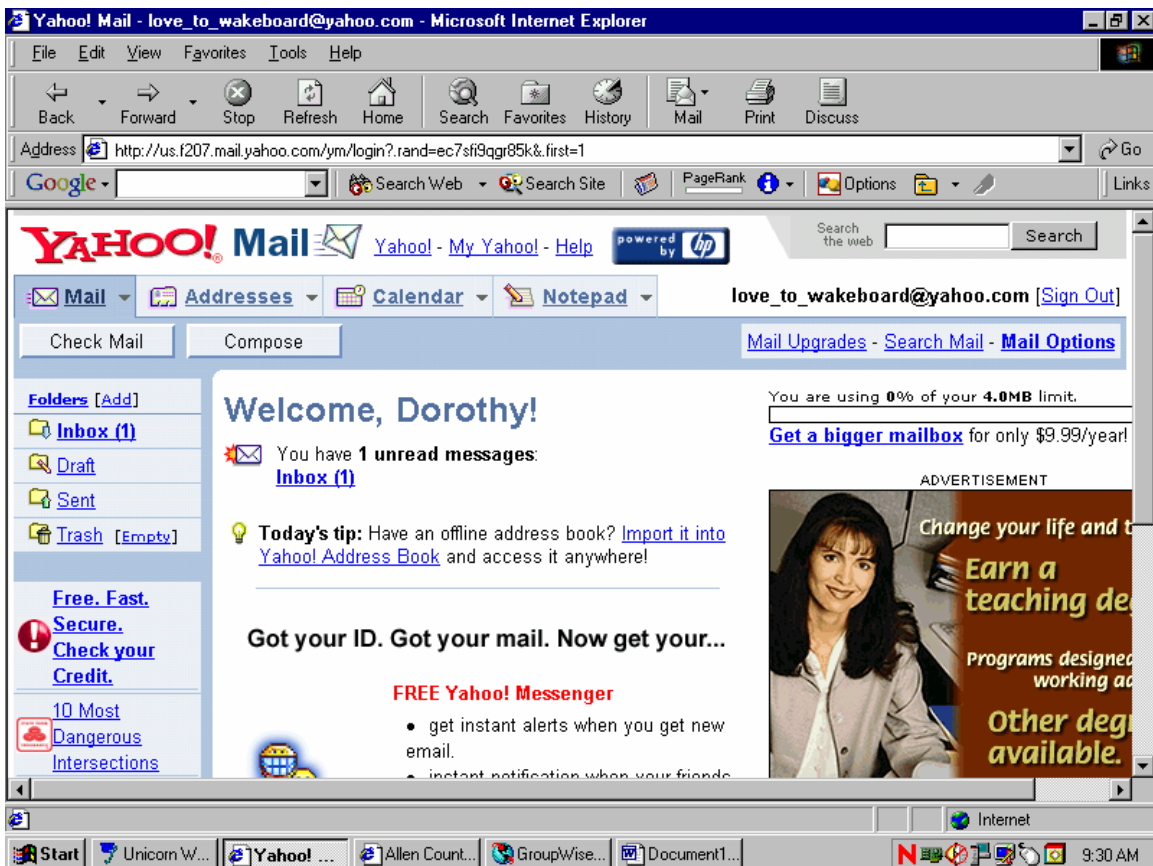 Yahoo! Mail - love_to_wakeboard@yahoo.com - Microsoft Internet Explorer
File Edit View Favorites Tools Help
Back Forward Stop Refresh Home Search Favorites History Mail Print Discuss
Address http://us.f207.mail.yahoo.com/ym/login?.rand=ec7sfi9qgr85k&.first=1 Go
Google Search Web Search Site PageRank Options Links
YAHOO! Mail Yahoo! - My Yahoo! - Help powered by hp Search the web Search
Mail Addresses Calendar Notepad love_to_wakeboard@yahoo.com [Sign Out]
Check Mail Compose Mail Upgrades - Search Mail - Mail Options
Folders [Add]
Inbox (1)
Draft
Sent
Trash [Empty]
Free. Fast.
Secure.
Check your
Credit.
10 Most
Dangerous
Intersections
Welcome, Dorothy!
You have 1 unread messages:
Inbox (1)
Today's tip: Have an offline address book? Import it into
Yahoo! Address Book and access it anywhere!
Got your ID. Got your mail. Now get your...
FREE Yahoo! Messenger
• get instant alerts when you get new
email.
• instant notification when your friends
You are using 0% of your 4.0MB limit.
Get a bigger mailbox for only $9.99/year!
ADVERTISEMENT
Change your life and t
Earn a
teaching de
Programs designed
working ad
Other degr
available.
Internet
Start Unicorn W... Yahoo! ... Allen Count... GroupWise... Document1... N 9:30 AM